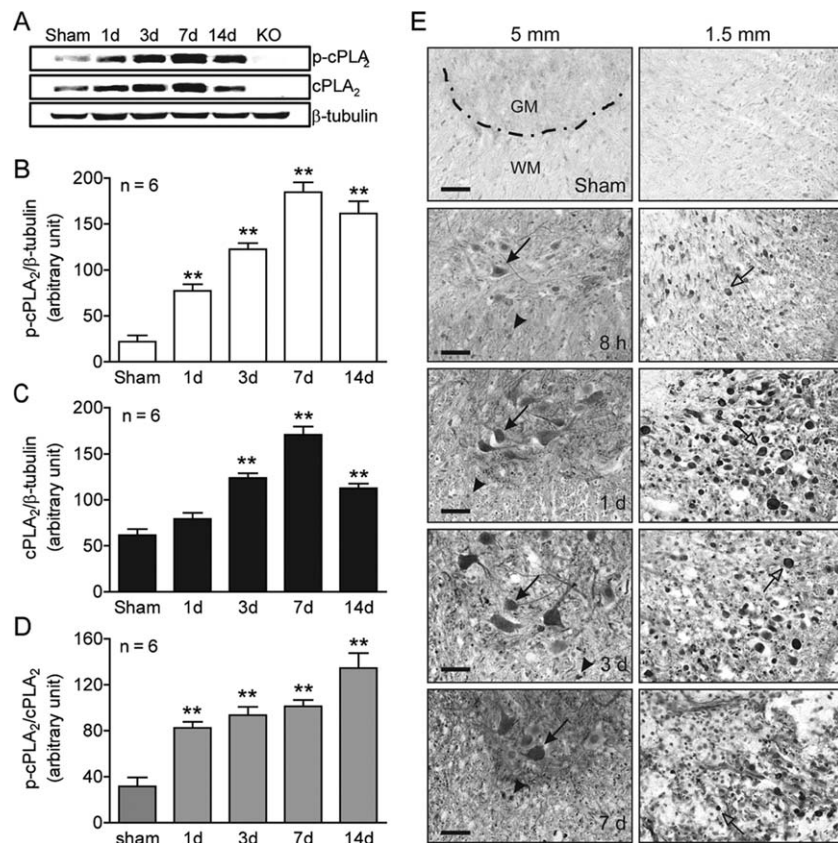 A
Sham 1d 3d 7d 14d KO
p-cPLA2
cPLA2
β-tubulin
B
n = 6
p-cPLA2/β-tubulin
(arbitrary unit)
200
150
100
50
0
** ** ** **
Sham 1d 3d 7d 14d
C
n = 6
cPLA2/β-tubulin
(arbitrary unit)
200
150
100
50
0
** ** **
Sham 1d 3d 7d 14d
D
n = 6
p-cPLA2/cPLA2
(arbitrary unit)
160
120
80
40
0
** ** ** **
sham 1d 3d 7d 14d
E
5 mm 1.5 mm
GM
WM
Sham
8 h
1 d
3 d
7 d